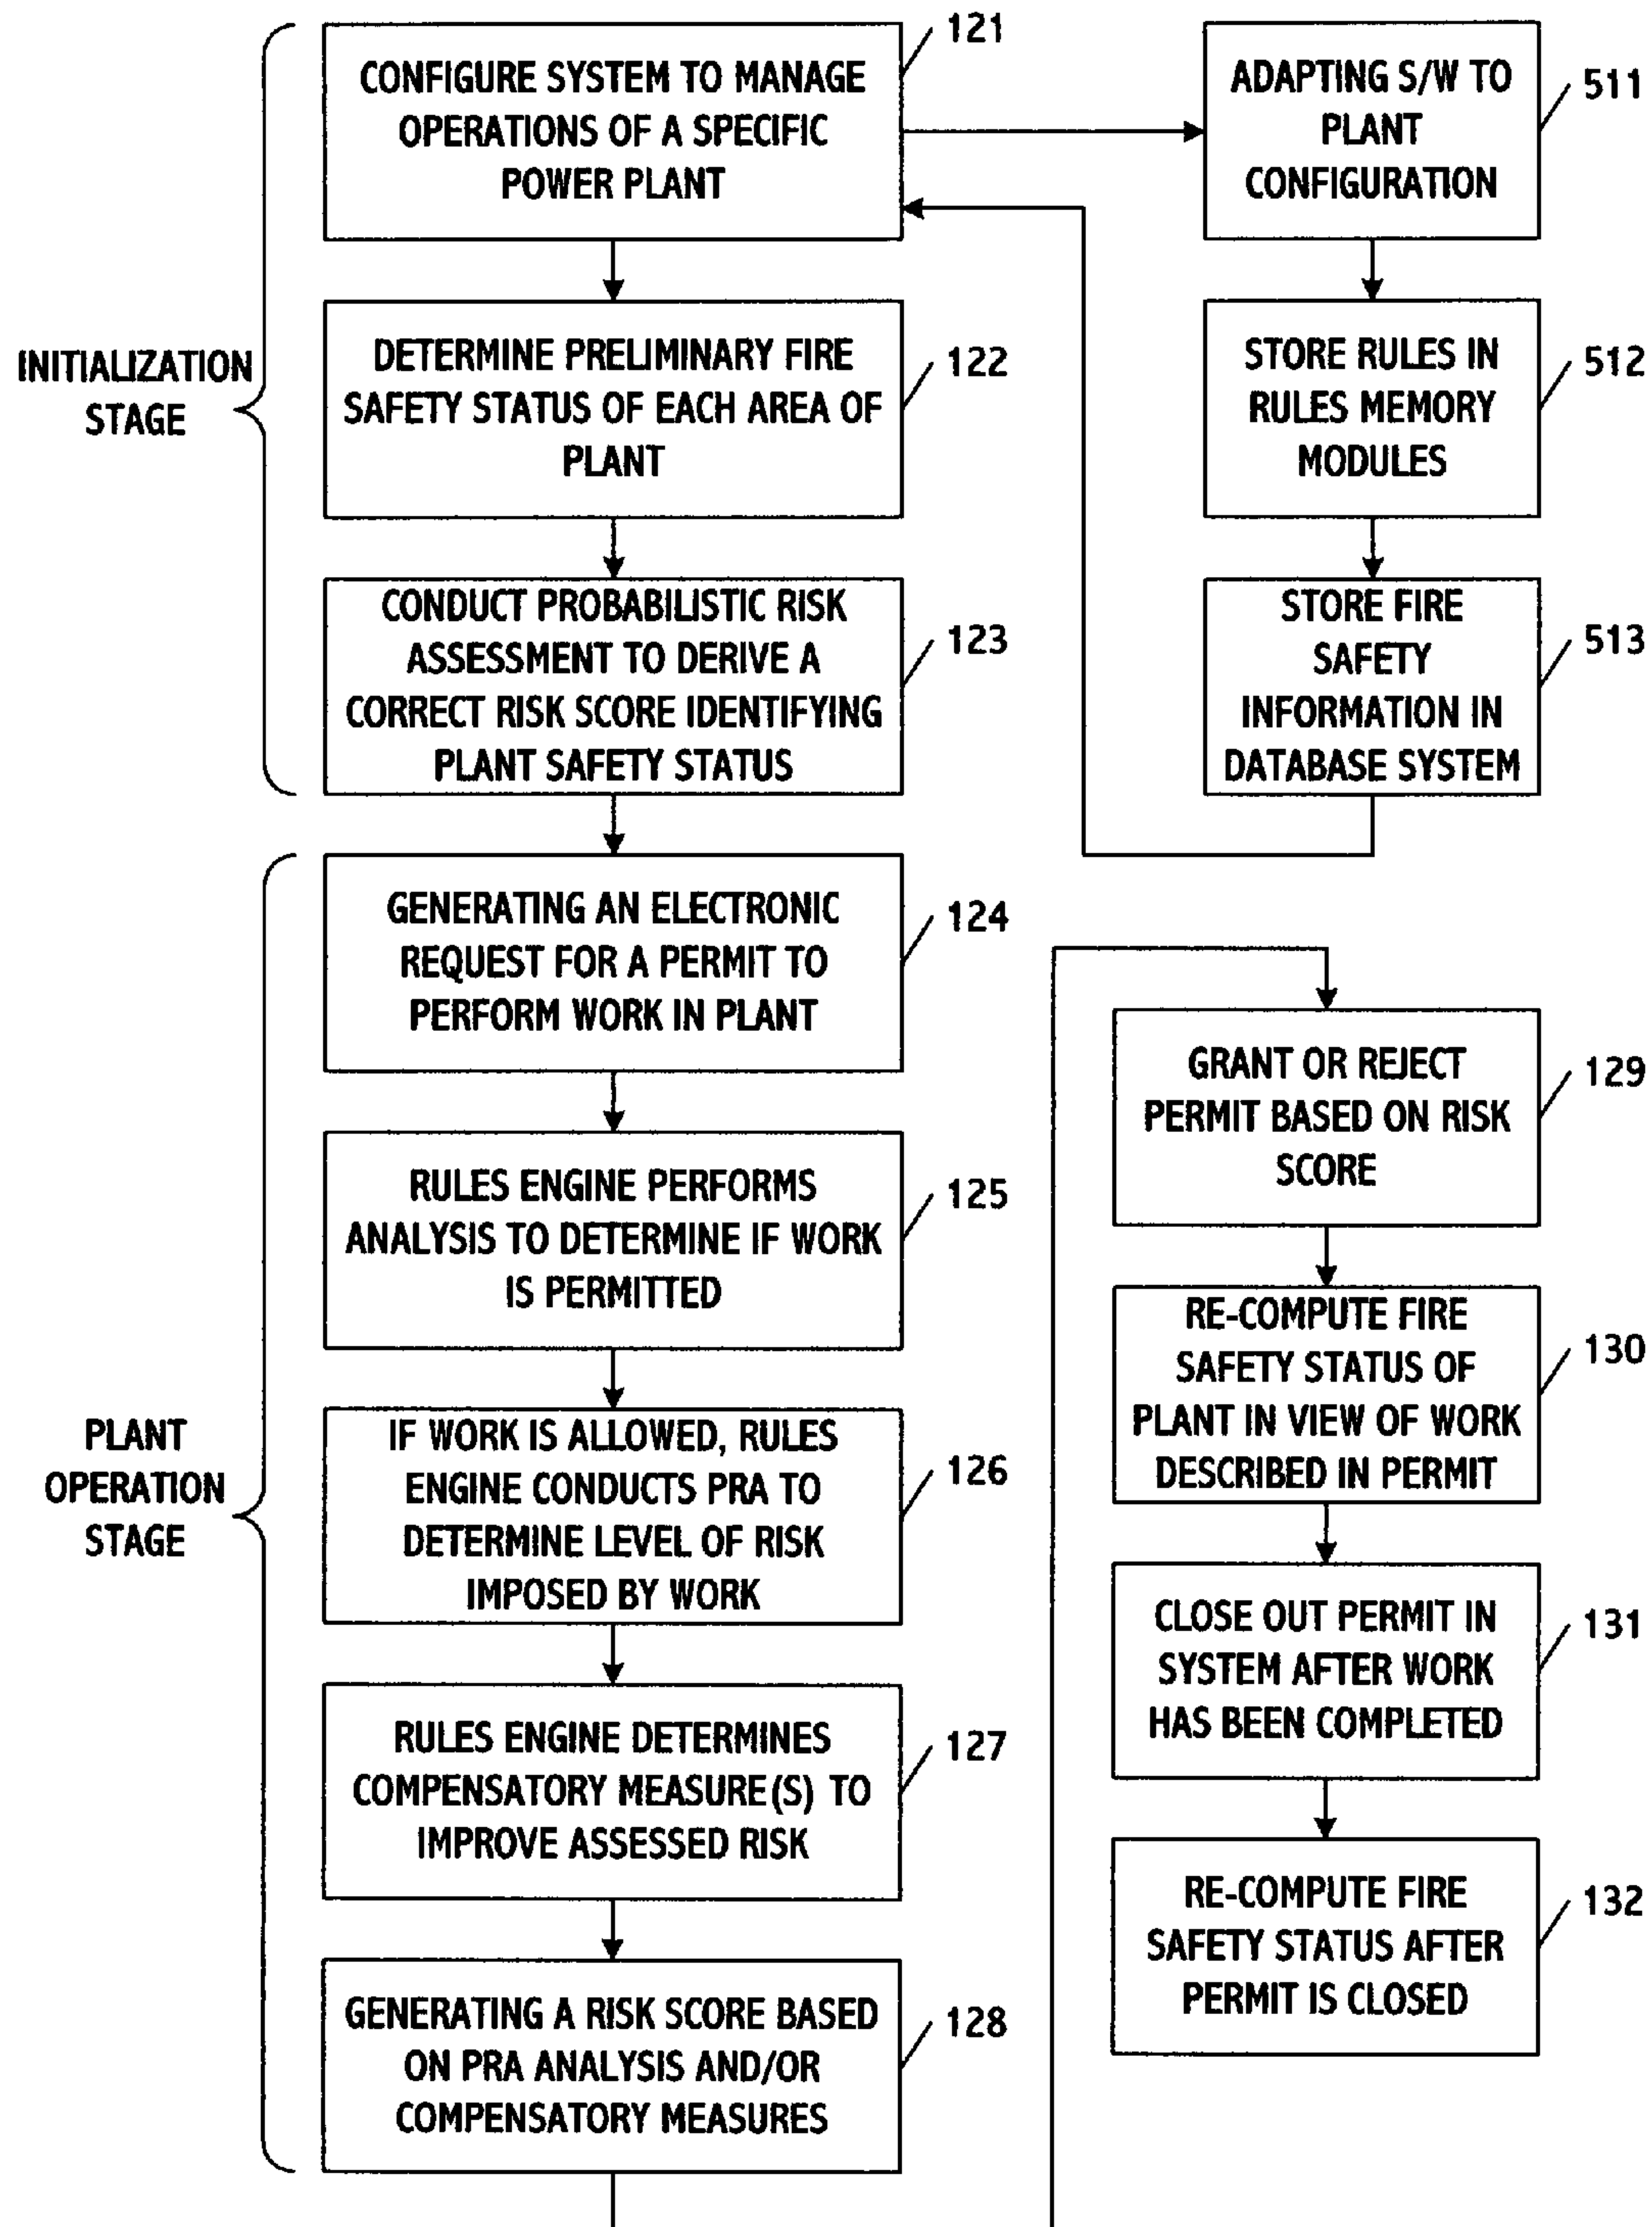 INITIALIZATION
STAGE
CONFIGURE SYSTEM TO MANAGE
OPERATIONS OF A SPECIFIC
POWER PLANT
121
DETERMINE PRELIMINARY FIRE
SAFETY STATUS OF EACH AREA OF
PLANT
122
CONDUCT PROBABILISTIC RISK
ASSESSMENT TO DERIVE A
CORRECT RISK SCORE IDENTIFYING
PLANT SAFETY STATUS
123
ADAPTING S/W TO
PLANT
CONFIGURATION
511
STORE RULES IN
RULES MEMORY
MODULES
512
STORE FIRE
SAFETY
INFORMATION IN
DATABASE SYSTEM
513
PLANT
OPERATION
STAGE
GENERATING AN ELECTRONIC
REQUEST FOR A PERMIT TO
PERFORM WORK IN PLANT
124
RULES ENGINE PERFORMS
ANALYSIS TO DETERMINE IF WORK
IS PERMITTED
125
IF WORK IS ALLOWED, RULES
ENGINE CONDUCTS PRA TO
DETERMINE LEVEL OF RISK
IMPOSED BY WORK
126
RULES ENGINE DETERMINES
COMPENSATORY MEASURE(S) TO
IMPROVE ASSESSED RISK
127
GENERATING A RISK SCORE BASED
ON PRA ANALYSIS AND/OR
COMPENSATORY MEASURES
128
GRANT OR REJECT
PERMIT BASED ON RISK
SCORE
129
RE-COMPUTE FIRE
SAFETY STATUS OF
PLANT IN VIEW OF WORK
DESCRIBED IN PERMIT
130
CLOSE OUT PERMIT IN
SYSTEM AFTER WORK
HAS BEEN COMPLETED
131
RE-COMPUTE FIRE
SAFETY STATUS AFTER
PERMIT IS CLOSED
132